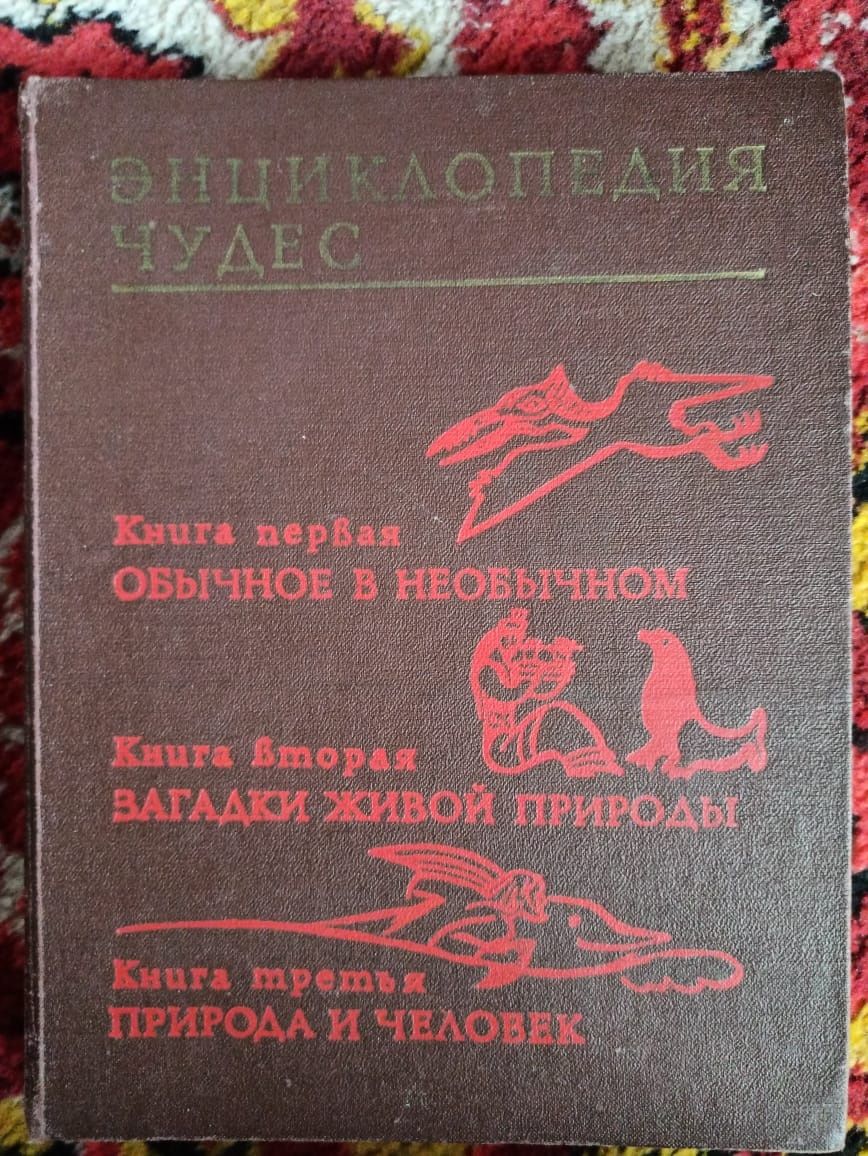 ЭНЦИКЛОПЕДИЯ
ЧУДЕС
Книга первая
ОБЫЧНОЕ В НЕОБЫЧНОМ
Книга вторая
ЗАГАДКИ ЖИВОЙ ПРИРОДЫ
Книга третья
ПРИРОДА И ЧЕЛОВЕК